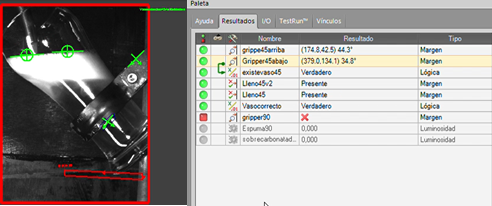 Paleta
Ayuda Resultados I/O TestRun™ Vínculos
Nombre Resultado Tipo
grippe45arriba (174.8,42.5) 44.3° Margen
Gripper45abajo (379.0,134.1) 34.8° Margen
existevaso45 Verdadero Lógica
Lleno45v2 Presente Margen
Lleno45 Presente Margen
Vasocorrecto Verdadero Lógica
gripper90 Margen
Espuma90 0,000 Luminosidad
sobrecarbonatad... 0,000 Luminosidad